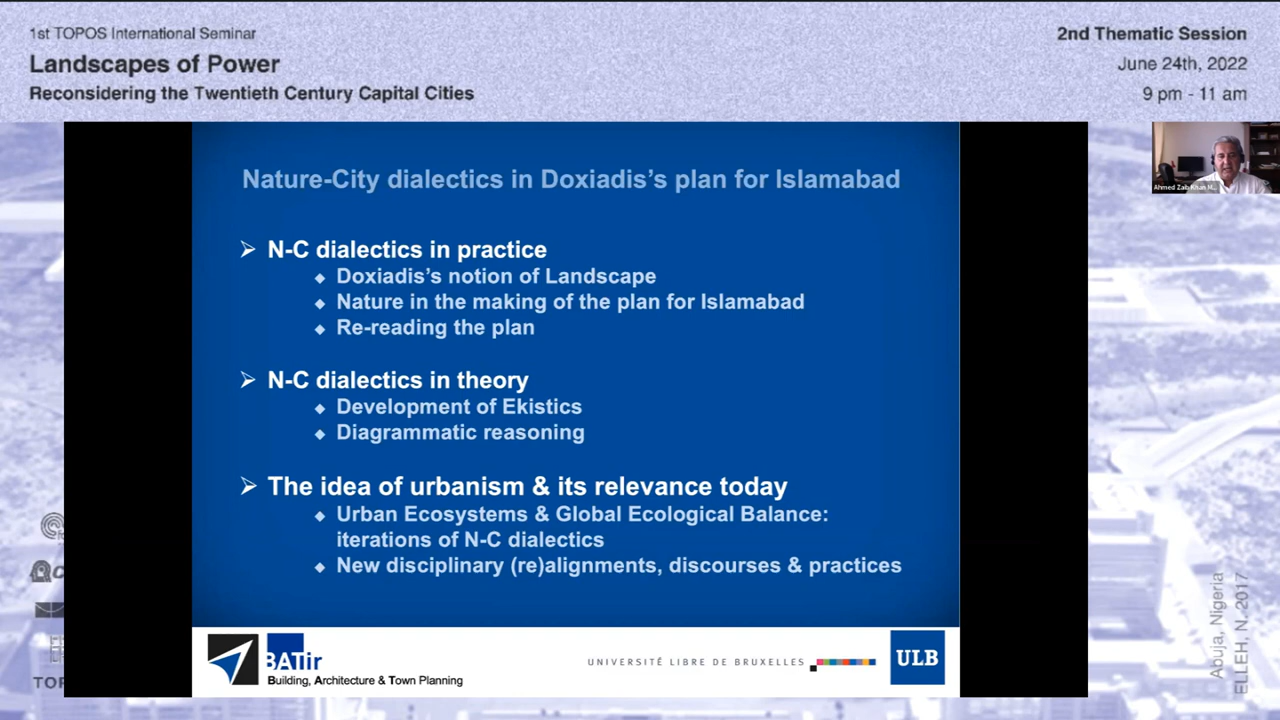 1st TOPOS International Seminar
Landscapes of Power
Reconsidering the Twentieth Century Capital Cities
2nd Thematic Session
June 24th, 2022
9 pm - 11 am
Ahmed Zaib Khan M...
Nature-City dialectics in Doxiadis's plan for Islamabad
N-C dialectics in practice
Doxiadis's notion of Landscape
Nature in the making of the plan for Islamabad
Re-reading the plan
N-C dialectics in theory
Development of Ekistics
Diagrammatic reasoning
The idea of urbanism & its relevance today
Urban Ecosystems & Global Ecological Balance:
iterations of N-C dialectics
New disciplinary (re)alignments, discourses & practices
BATir
Building, Architecture & Town Planning
UNIVERSITÉ LIBRE DE BRUXELLES
ULB
Abuja, Nigeria
ELLEH, N. 2017